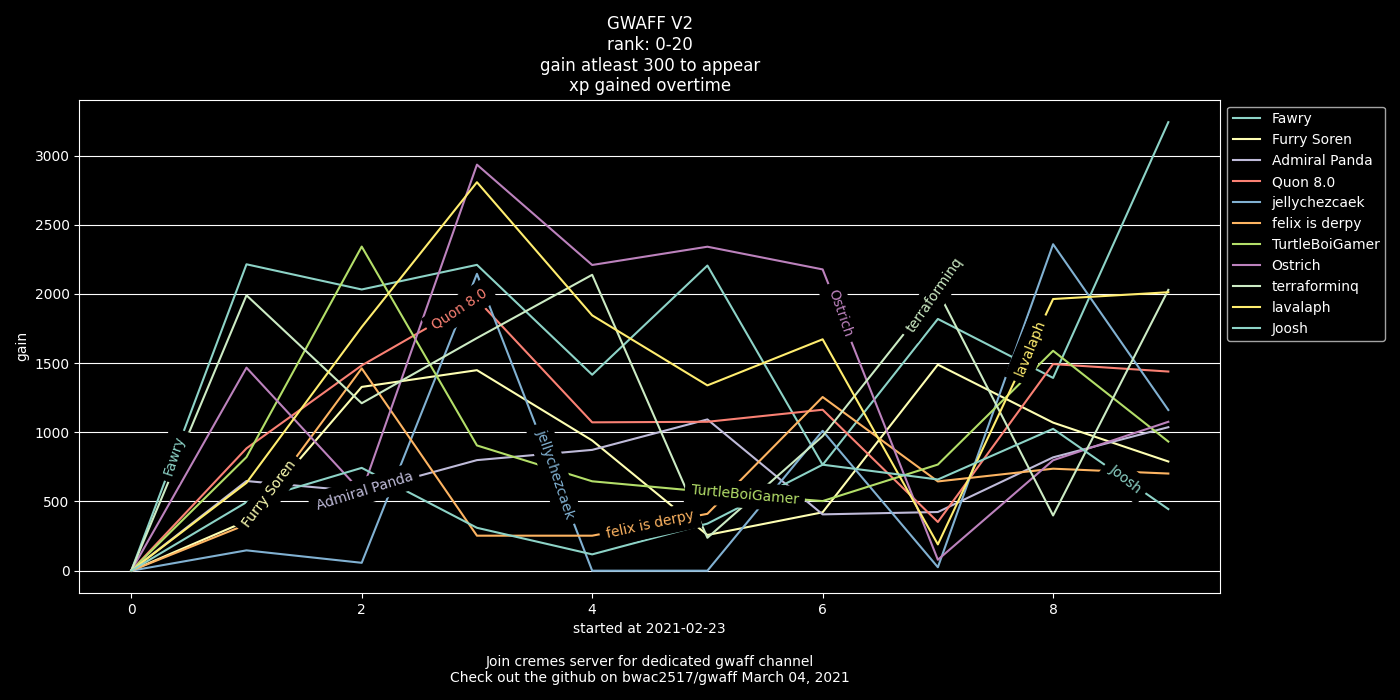 GWAFF V2
rank: 0-20
gain atleast 300 to appear
xp gained overtime
gain
3000
2500
2000
1500
1000
500
0
Fawry
Furry Soren
Admiral Panda
Quon 8.0
jellychezcaek
felix is derpy
TurtleBoiGamer
Ostrich
terraforminq
lavalaph
Joosh
0
2
4
6
8
started at 2021-02-23
Fawry
Furry Soren
Admiral Panda
Quon 8.0
jellychezcaek
felix is derpy
TurtleBoiGamer
Ostrich
terraforminq
lavalaph
Joosh
Join cremes server for dedicated gwaff channel
Check out the github on bwac2517/gwaff March 04, 2021